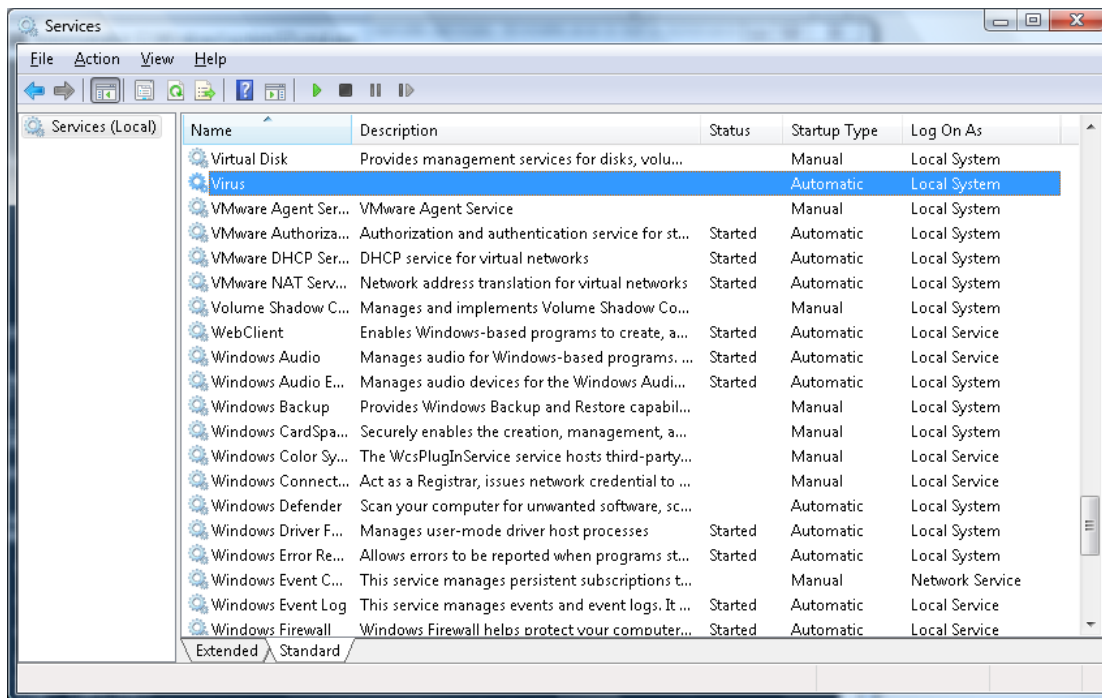 Services
File Action View Help
Services (Local)
Name Description Status Startup Type Log On As
Virtual Disk Provides management services for disks, volu... Manual Local System
Virus Automatic Local System
VMware Agent Ser... VMware Agent Service Manual Local System
VMware Authoriza... Authorization and authentication service for st... Started Automatic Local System
VMware DHCP Ser... DHCP service for virtual networks Started Automatic Local System
VMware NAT Serv... Network address translation for virtual networks Started Automatic Local System
Volume Shadow C... Manages and implements Volume Shadow Co... Manual Local System
WebClient Enables Windows-based programs to create, a... Started Automatic Local Service
Windows Audio Manages audio for Windows-based programs. ... Started Automatic Local Service
Windows Audio E... Manages audio devices for the Windows Audi... Started Automatic Local System
Windows Backup Provides Windows Backup and Restore capabil... Manual Local System
Windows CardSpa... Securely enables the creation, management, a... Manual Local System
Windows Color Sy... The WcsPlugInService service hosts third-party... Manual Local Service
Windows Connect... Act as a Registrar, issues network credential to ... Manual Local Service
Windows Defender Scan your computer for unwanted software, sc... Automatic Local System
Windows Driver F... Manages user-mode driver host processes Started Automatic Local System
Windows Error Re... Allows errors to be reported when programs st... Started Automatic Local System
Windows Event C... This service manages persistent subscriptions t... Manual Network Service
Windows Event Log This service manages events and event logs. It ... Started Automatic Local Service
Windows Firewall Windows Firewall helps protect your computer... Started Automatic Local Service
Extended Standard